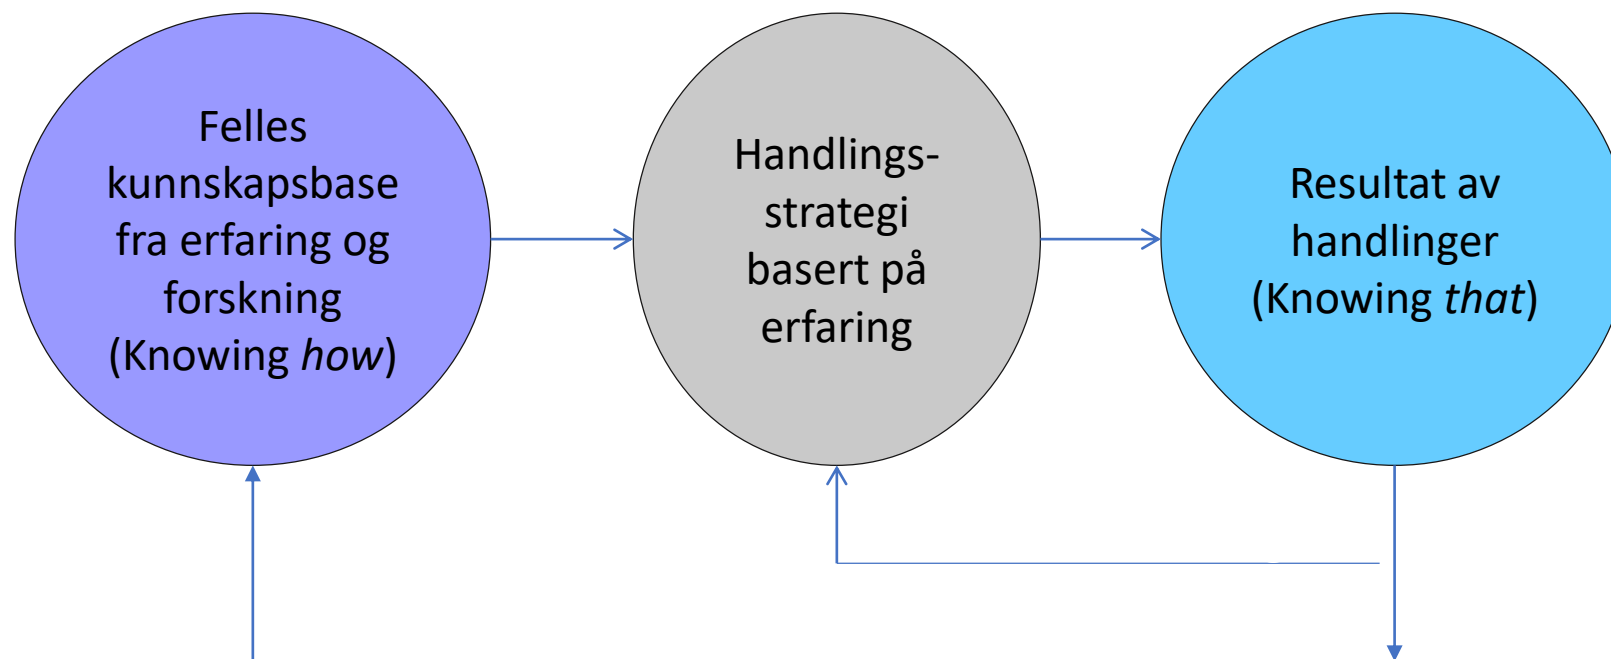 Felles
kunnskapsbase
fra erfaring og
forskning
(Knowing how)
Handlings-
strategi
basert på
erfaring
Resultat av
handlinger
(Knowing that)